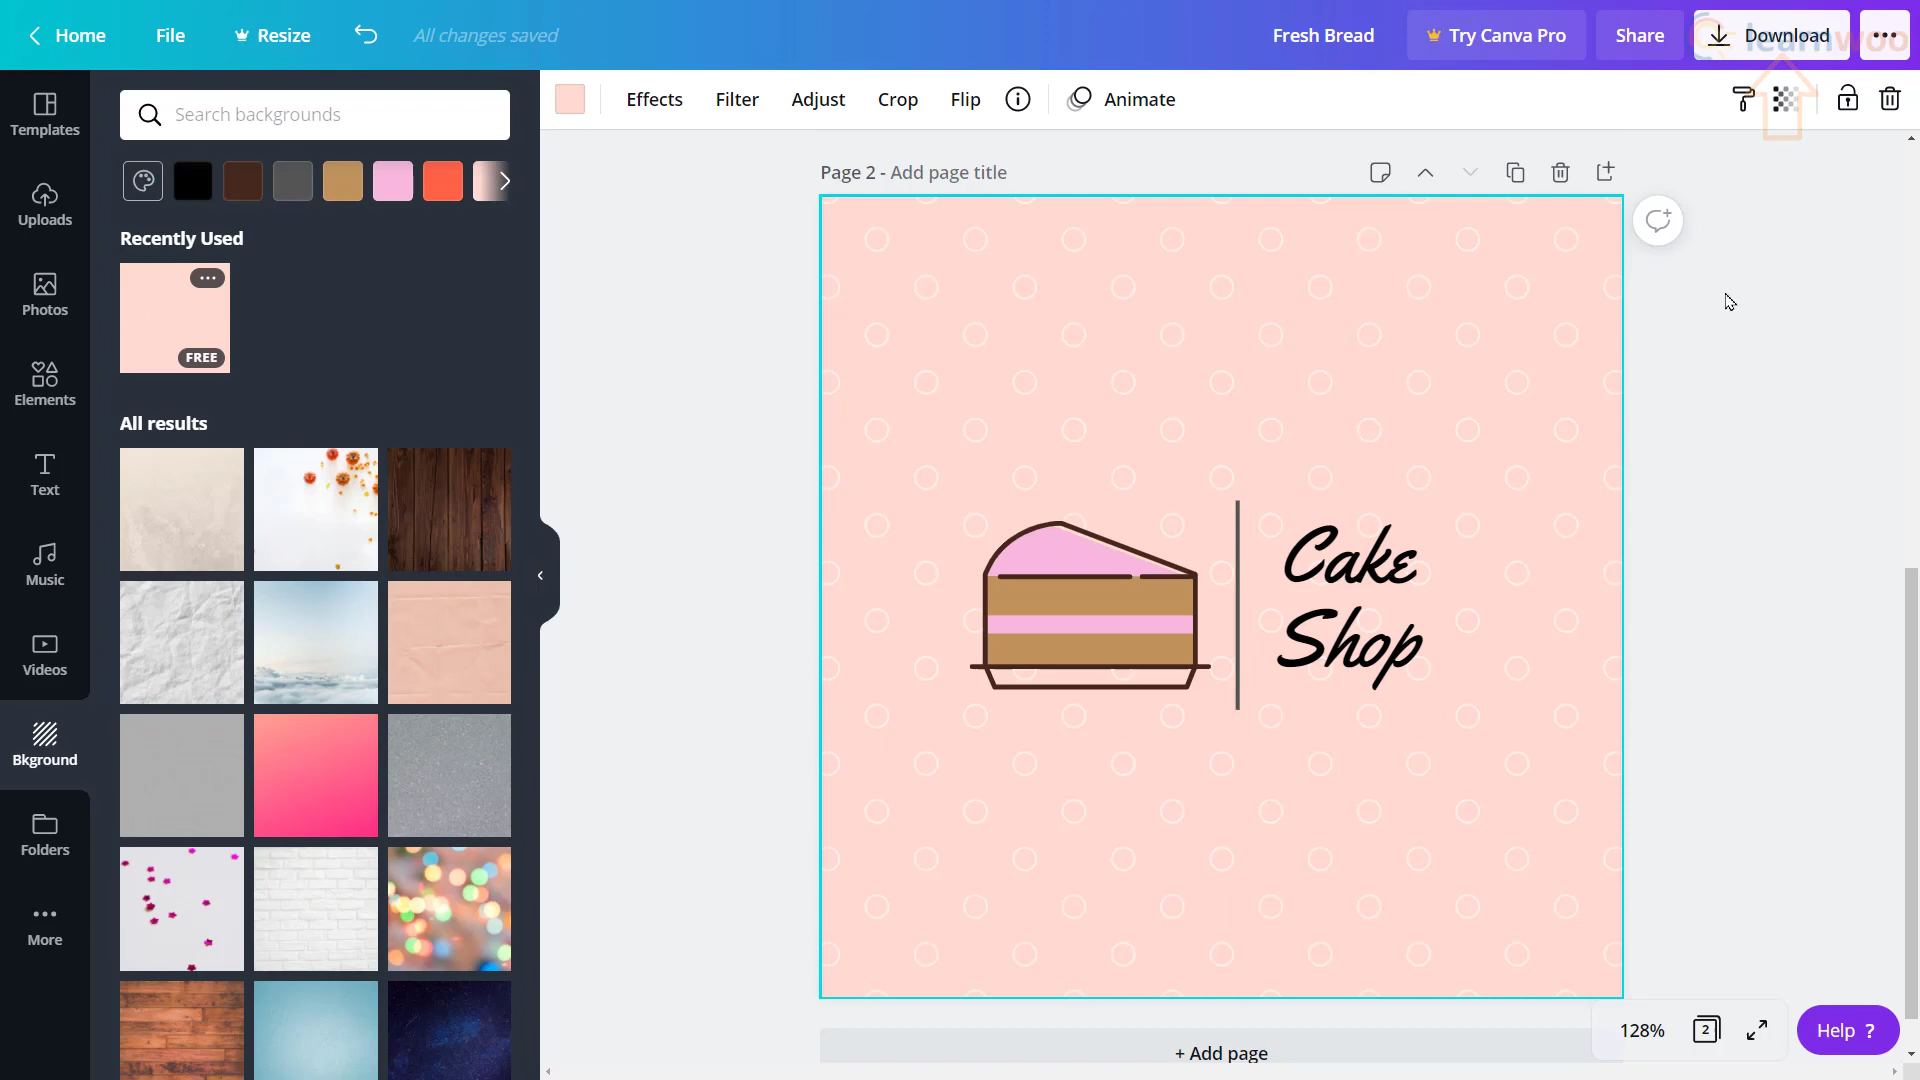 Home
File
Resize
All changes saved
Fresh Bread
Try Canva Pro
Share
Download
learnwoo
Search backgrounds
Effects
Filter
Adjust
Crop
Flip
Animate
Templates
Uploads
Photos
Elements
Text
Music
Videos
Bkground
Folders
More
Recently Used
FREE
All results
Page 2 - Add page title
Cake
Shop
+ Add page
128%
2
Help ?